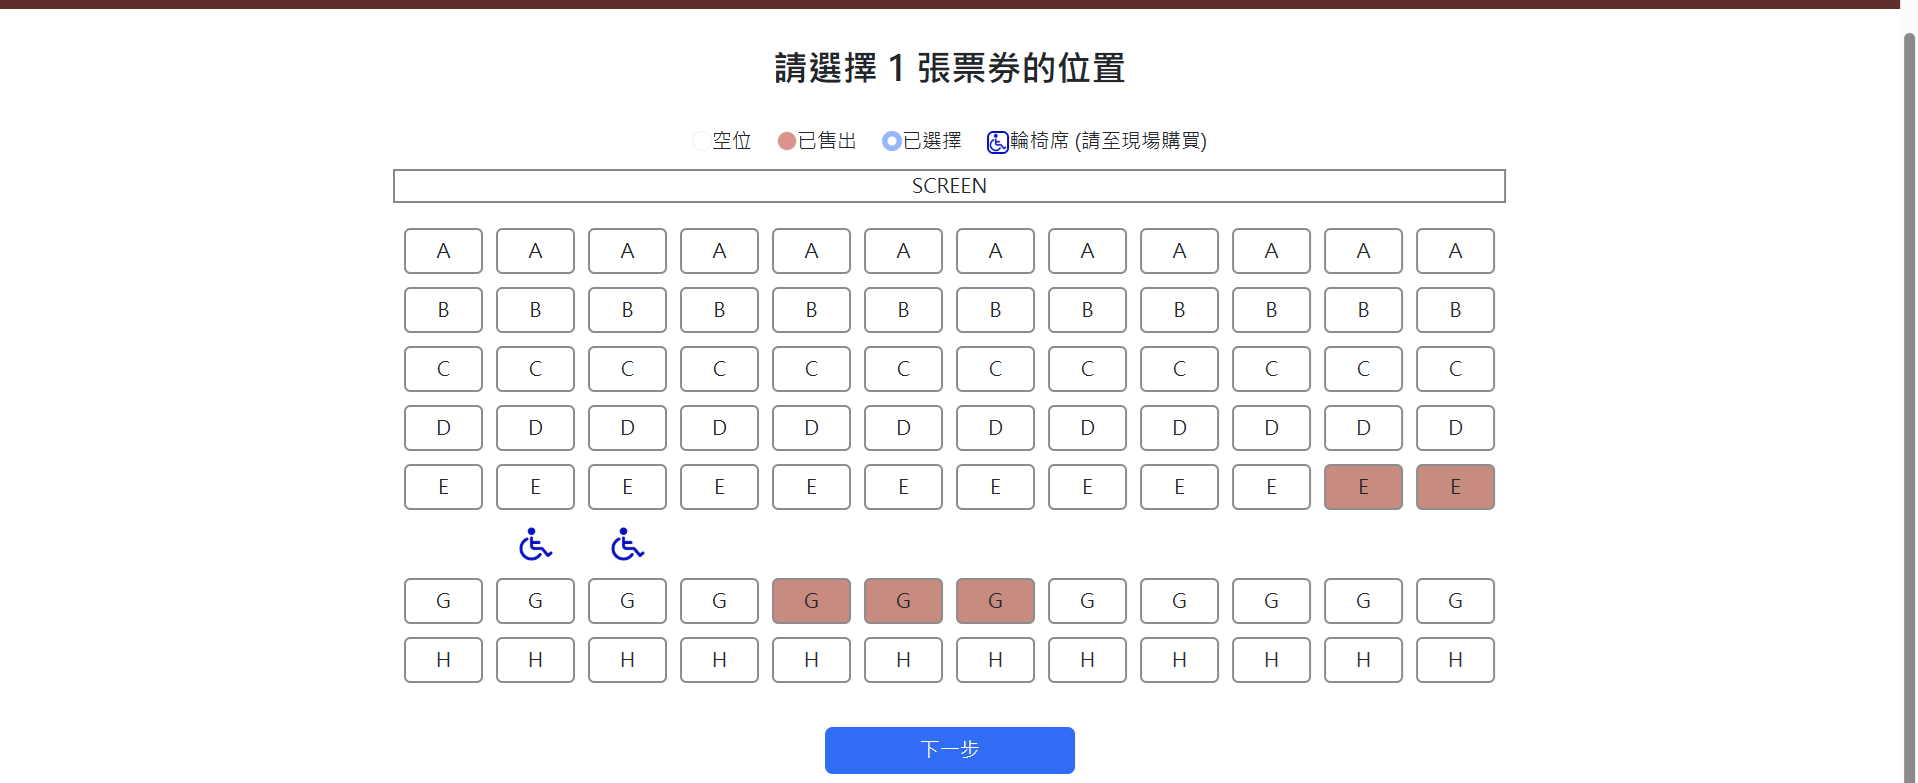 請選擇 1 張票券的位置
空位 已售出 已選擇 輪椅席 (請至現場購買)
SCREEN
A A A A A A A A A A A A
B B B B B B B B B B B B
C C C C C C C C C C C C
D D D D D D D D D D D D
E E E E E E E E E E E E
G G G G G G G G G G G G
H H H H H H H H H H H H
下一步